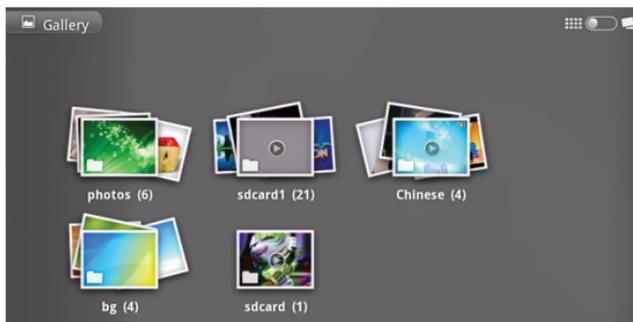 Gallery
photos (6)
sdcard1 (21)
Chinese (4)
bg (4)
sdcard (1)